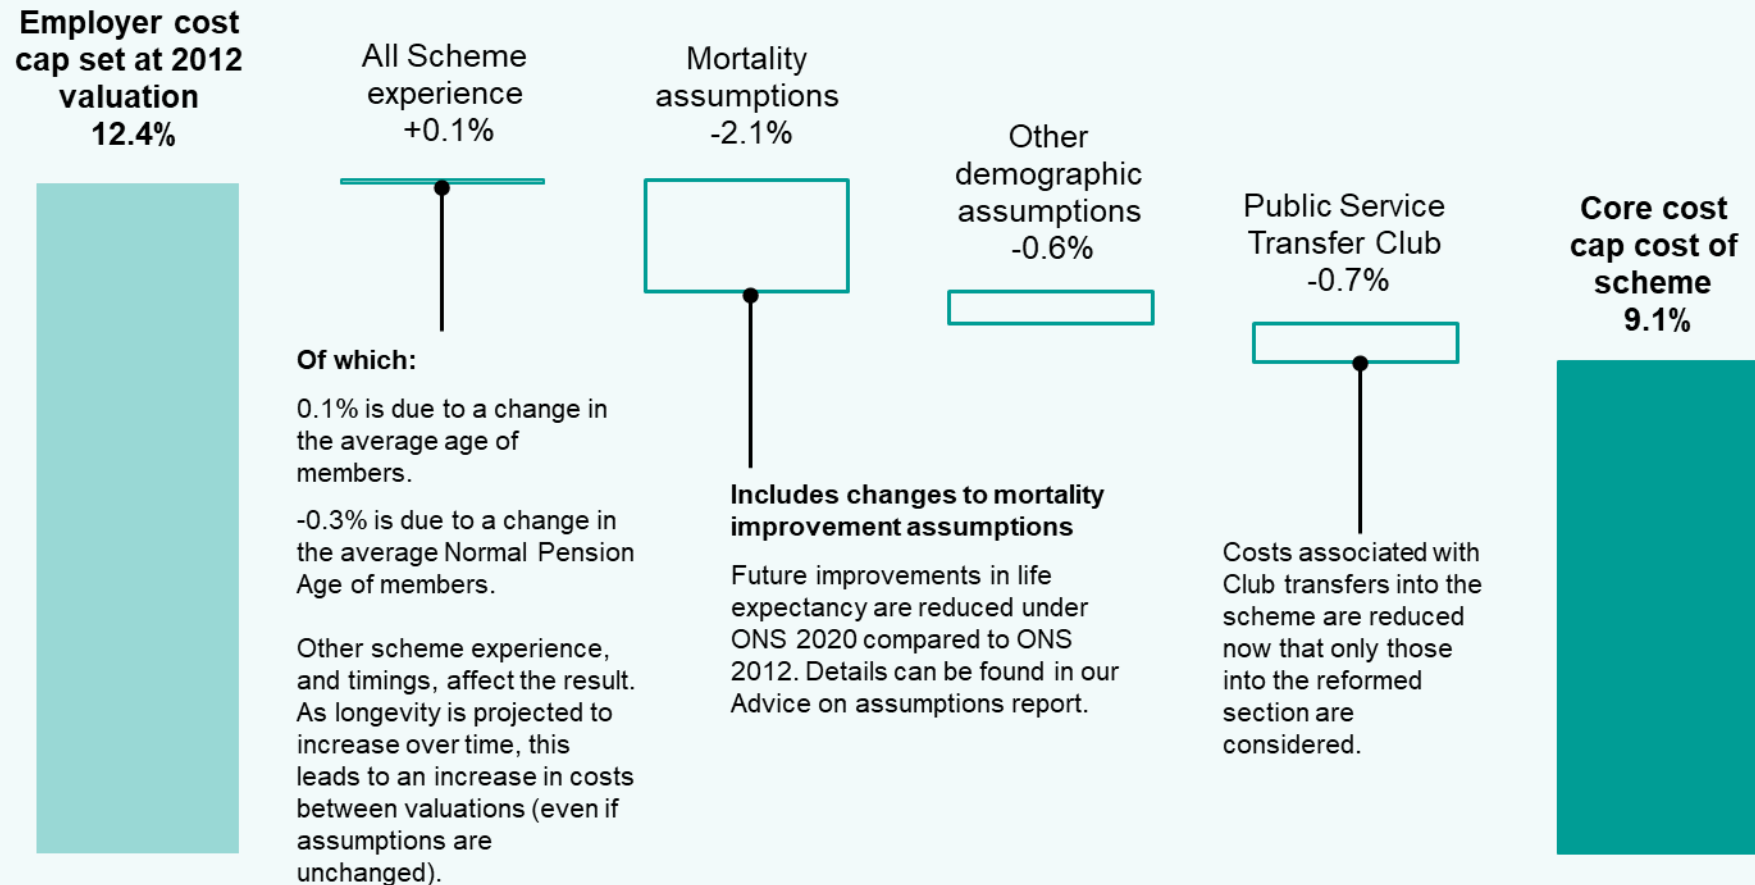 Employer cost
cap set at 2012
valuation
12.4%
All Scheme
experience
+0.1%
Mortality
assumptions
-2.1%
Other
demographic
assumptions
-0.6%
Public Service
Transfer Club
-0.7%
Core cost
cap cost of
scheme
9.1%
Of which:
0.1% is due to a change in
the average age of
members.
-0.3% is due to a change in
the average Normal Pension
Age of members.
Other scheme experience,
and timings, affect the result.
As longevity is projected to
increase over time, this
leads to an increase in costs
between valuations (even if
assumptions are
unchanged).
Includes changes to mortality
improvement assumptions
Future improvements in life
expectancy are reduced under
ONS 2020 compared to ONS
2012. Details can be found in our
Advice on assumptions report.
Costs associated with
Club transfers into the
scheme are reduced
now that only those
into the reformed
section are
considered.